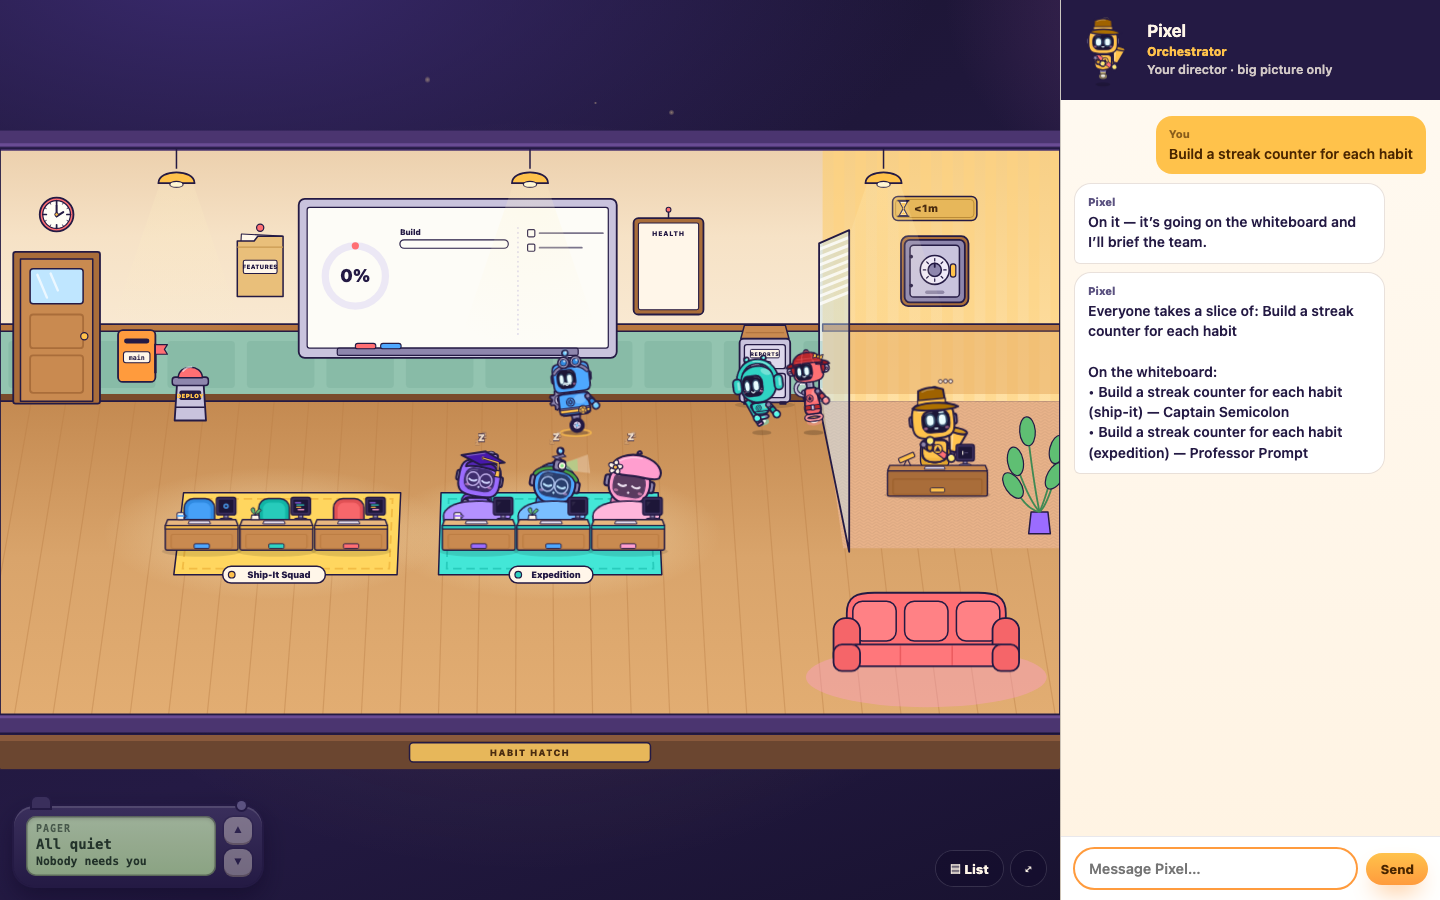 Pixel
Orchestrator
Your director · big picture only
You
Build a streak counter for each habit
Pixel
On it — it's going on the whiteboard and
I'll brief the team.
Pixel
Everyone takes a slice of: Build a streak
counter for each habit
On the whiteboard:
• Build a streak counter for each habit
(ship-it) — Captain Semicolon
• Build a streak counter for each habit
(expedition) — Professor Prompt
Message Pixel...
Send
<1m
FEATURES
Build
0%
HEALTH
main
REPORTS
DEPLOY
z
z
z
Ship-It Squad
Expedition
HABIT HATCH
PAGER
All quiet
Nobody needs you
▲
▼
List